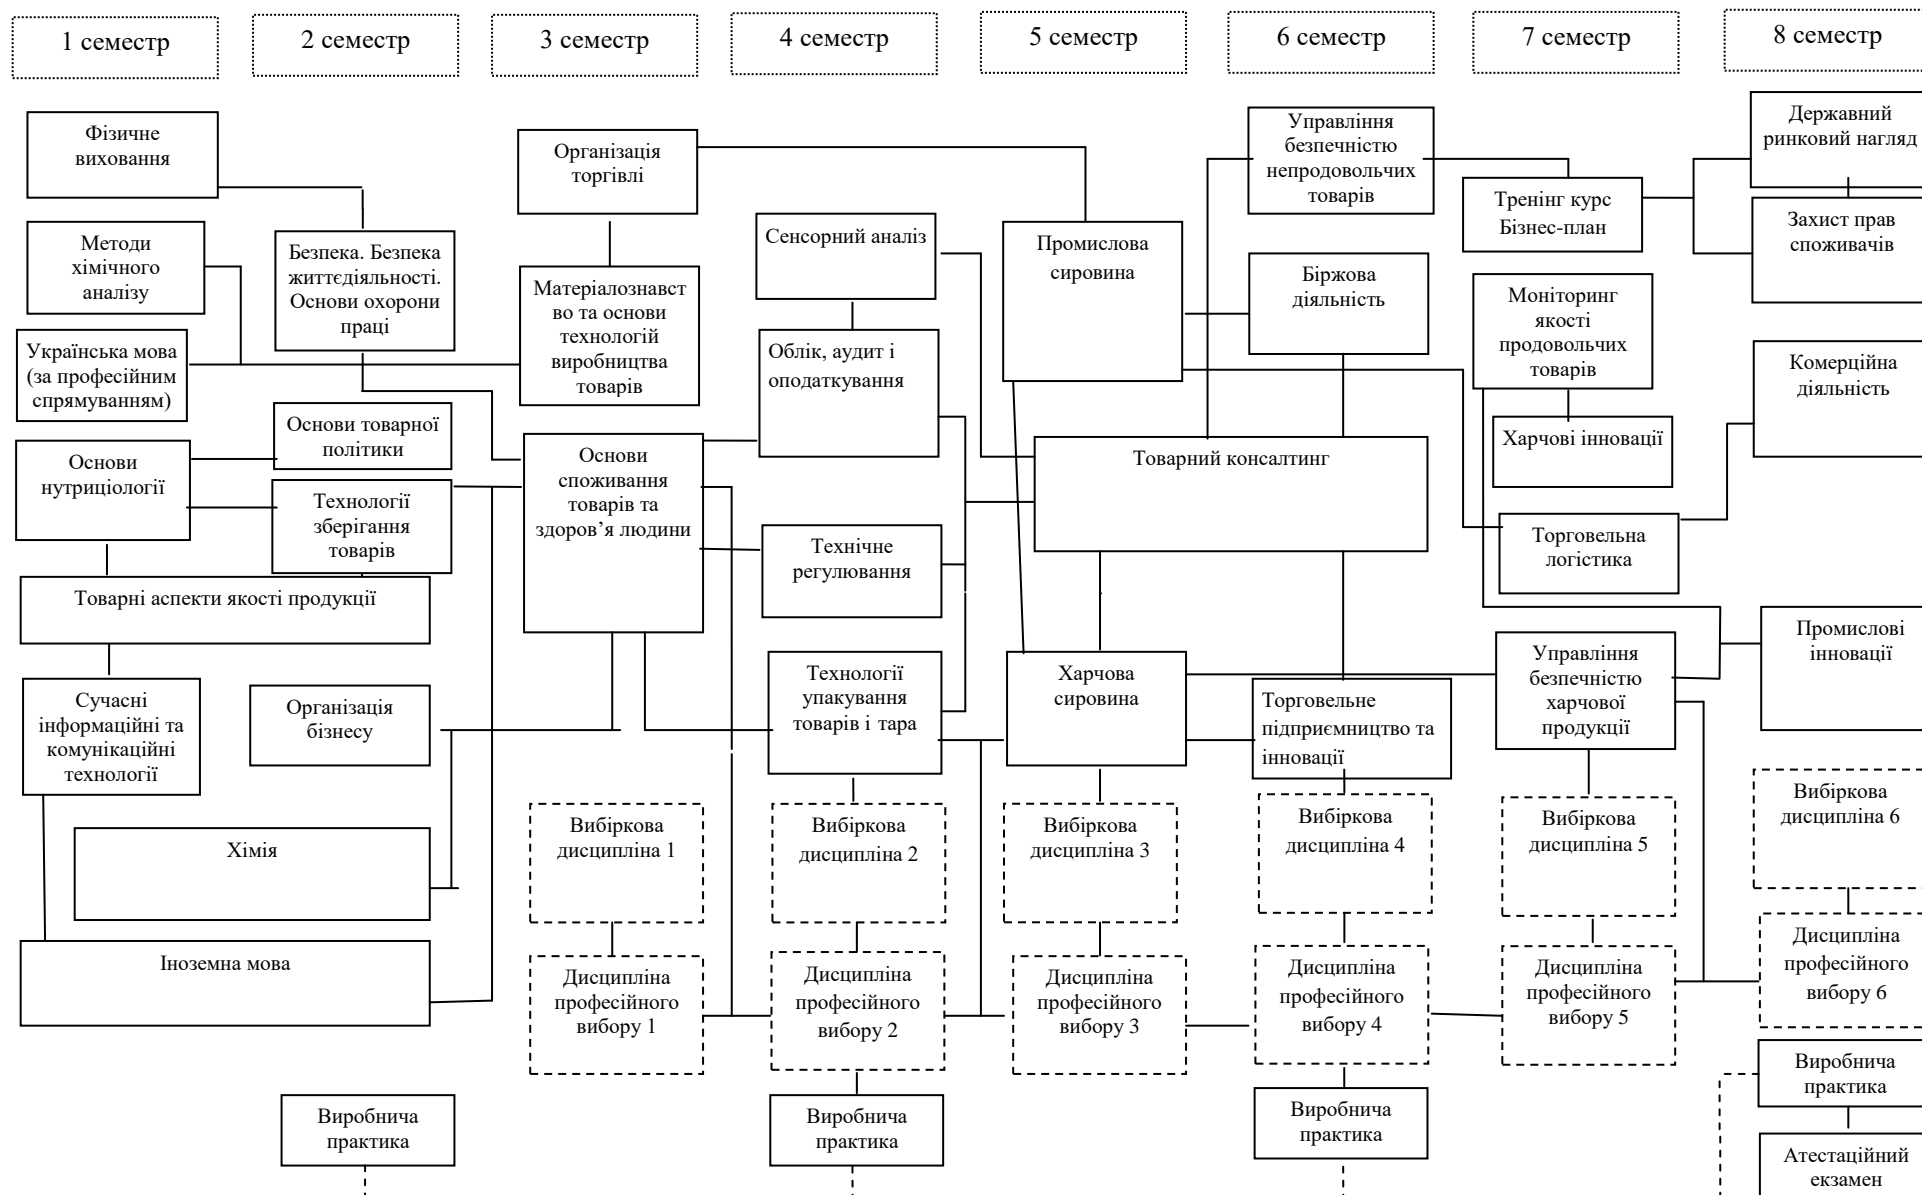 1 семестр
2 семестр
3 семестр
4 семестр
5 семестр
6 семестр
7 семестр
8 семестр
Фізичне
виховання
Методи
хімічного
аналізу
Українська мова
(за професійним
спрямуванням)
Основи
нутриціології
Товарні аспекти якості продукції
Сучасні
інформаційні та
комунікаційні
технології
Хімія
Іноземна мова
Безпека. Безпека
життєдіяльності.
Основи охорони
праці
Основи товарної
політики
Технології
зберігання
товарів
Організація
бізнесу
Виробнича
практика
Організація
торгівлі
Матеріалознавст
во та основи
технологій
виробництва
товарів
Основи
споживання
товарів та
здоров’я людини
Вибіркова
дисципліна 1
Дисципліна
професійного
вибору 1
Сенсорний аналіз
Облік, аудит і
оподаткування
Технічне
регулювання
Технології
упакування
товарів і тара
Вибіркова
дисципліна 2
Дисципліна
професійного
вибору 2
Виробнича
практика
Промислова
сировина
Товарний консалтинг
Харчова
сировина
Вибіркова
дисципліна 3
Дисципліна
професійного
вибору 3
Управління
безпечністю
непродовольчих
товарів
Біржова
діяльність
Торговельне
підприємництво та
інновації
Вибіркова
дисципліна 4
Дисципліна
професійного
вибору 4
Виробнича
практика
Тренінг курс
Бізнес-план
Моніторинг
якості
продовольчих
товарів
Харчові інновації
Торговельна
логістика
Управління
безпечністю
харчової
продукції
Вибіркова
дисципліна 5
Дисципліна
професійного
вибору 5
Державний
ринковий нагляд
Захист прав
споживачів
Комерційна
діяльність
Промислові
інновації
Вибіркова
дисципліна 6
Дисципліна
професійного
вибору 6
Виробнича
практика
Атестаційний
екзамен